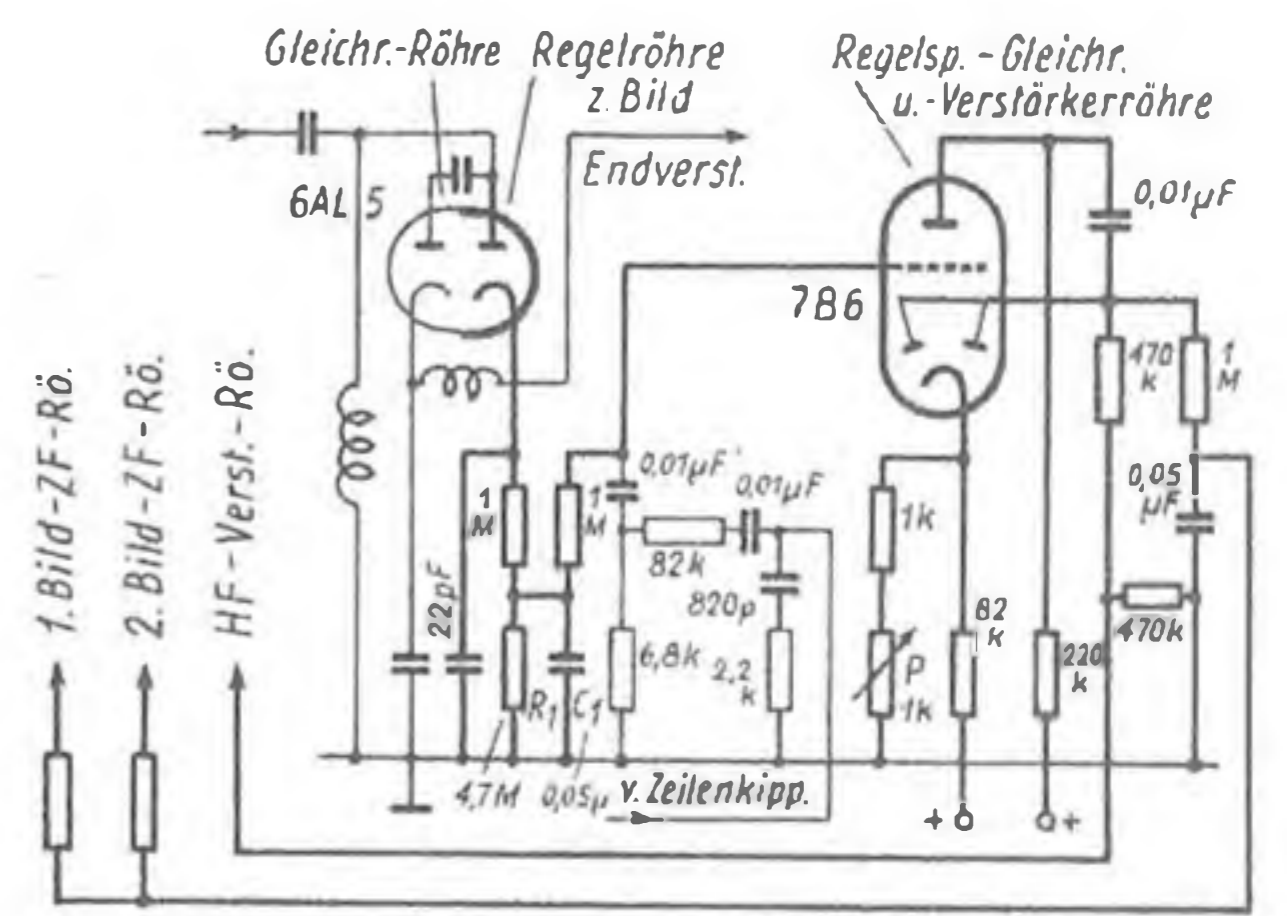 Gleichr.-Röhre
Regelröhre
z. Bild
Endverst.
Regelsp. - Gleichr.
u.-Verstärkerröhre
6AL5
7B6
0,01µF
470
k
1
M
0,05
µF
470k
1.Bild-ZF-Rö.
2.Bild-ZF-Rö.
HF-Verst.-Rö.
22pF
1
M
1
M
0,01µF
0,01µF
82k
820p
6,8k
2,2
k
R1
C1
4,7M
0,05µ
v. Zeilenkipp.
1k
P
1k
82
k
220
k
+
+